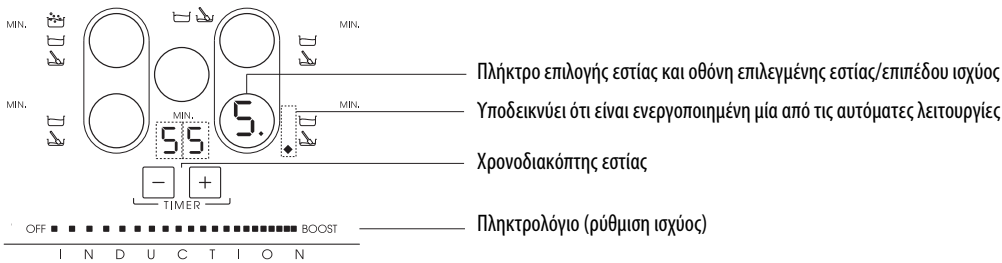 MIN. MIN.
Πλήκτρο επιλογής εστίας και οθόνη επιλεγμένης εστίας/επιπέδου ισχύος
MIN. MIN. Υποδεικνύει ότι είναι ενεργοποιημένη μία από τις αυτόματες λειτουργίες
MIN.
55 5.
Χρονοδιακόπτης εστίας
− +
TIMER
OFF BOOST Πληκτρολόγιο (ρύθμιση ισχύος)
INDUCTION